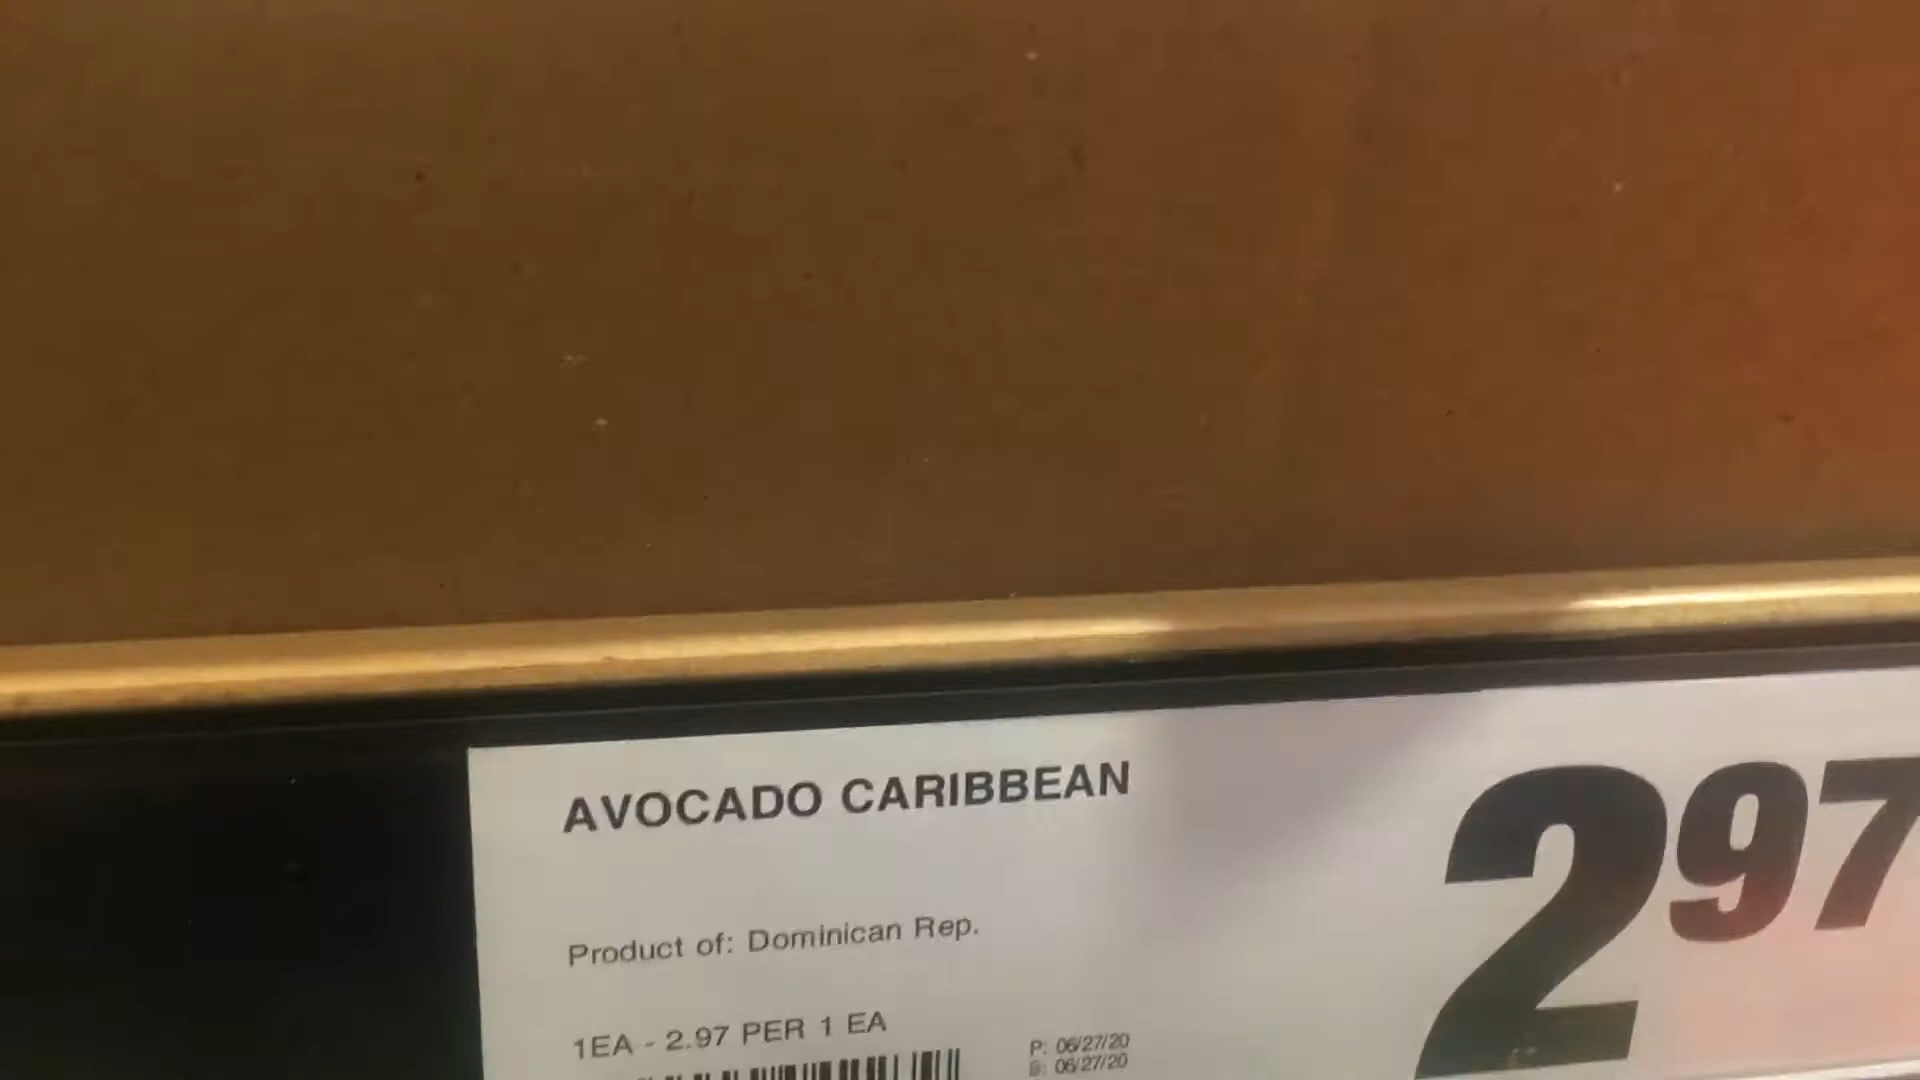 AVOCADO CARIBBEAN
297
Product of: Dominican Rep.
1EA - 2.97 PER 1 EA
P: 06/27/20
B: 06/27/20